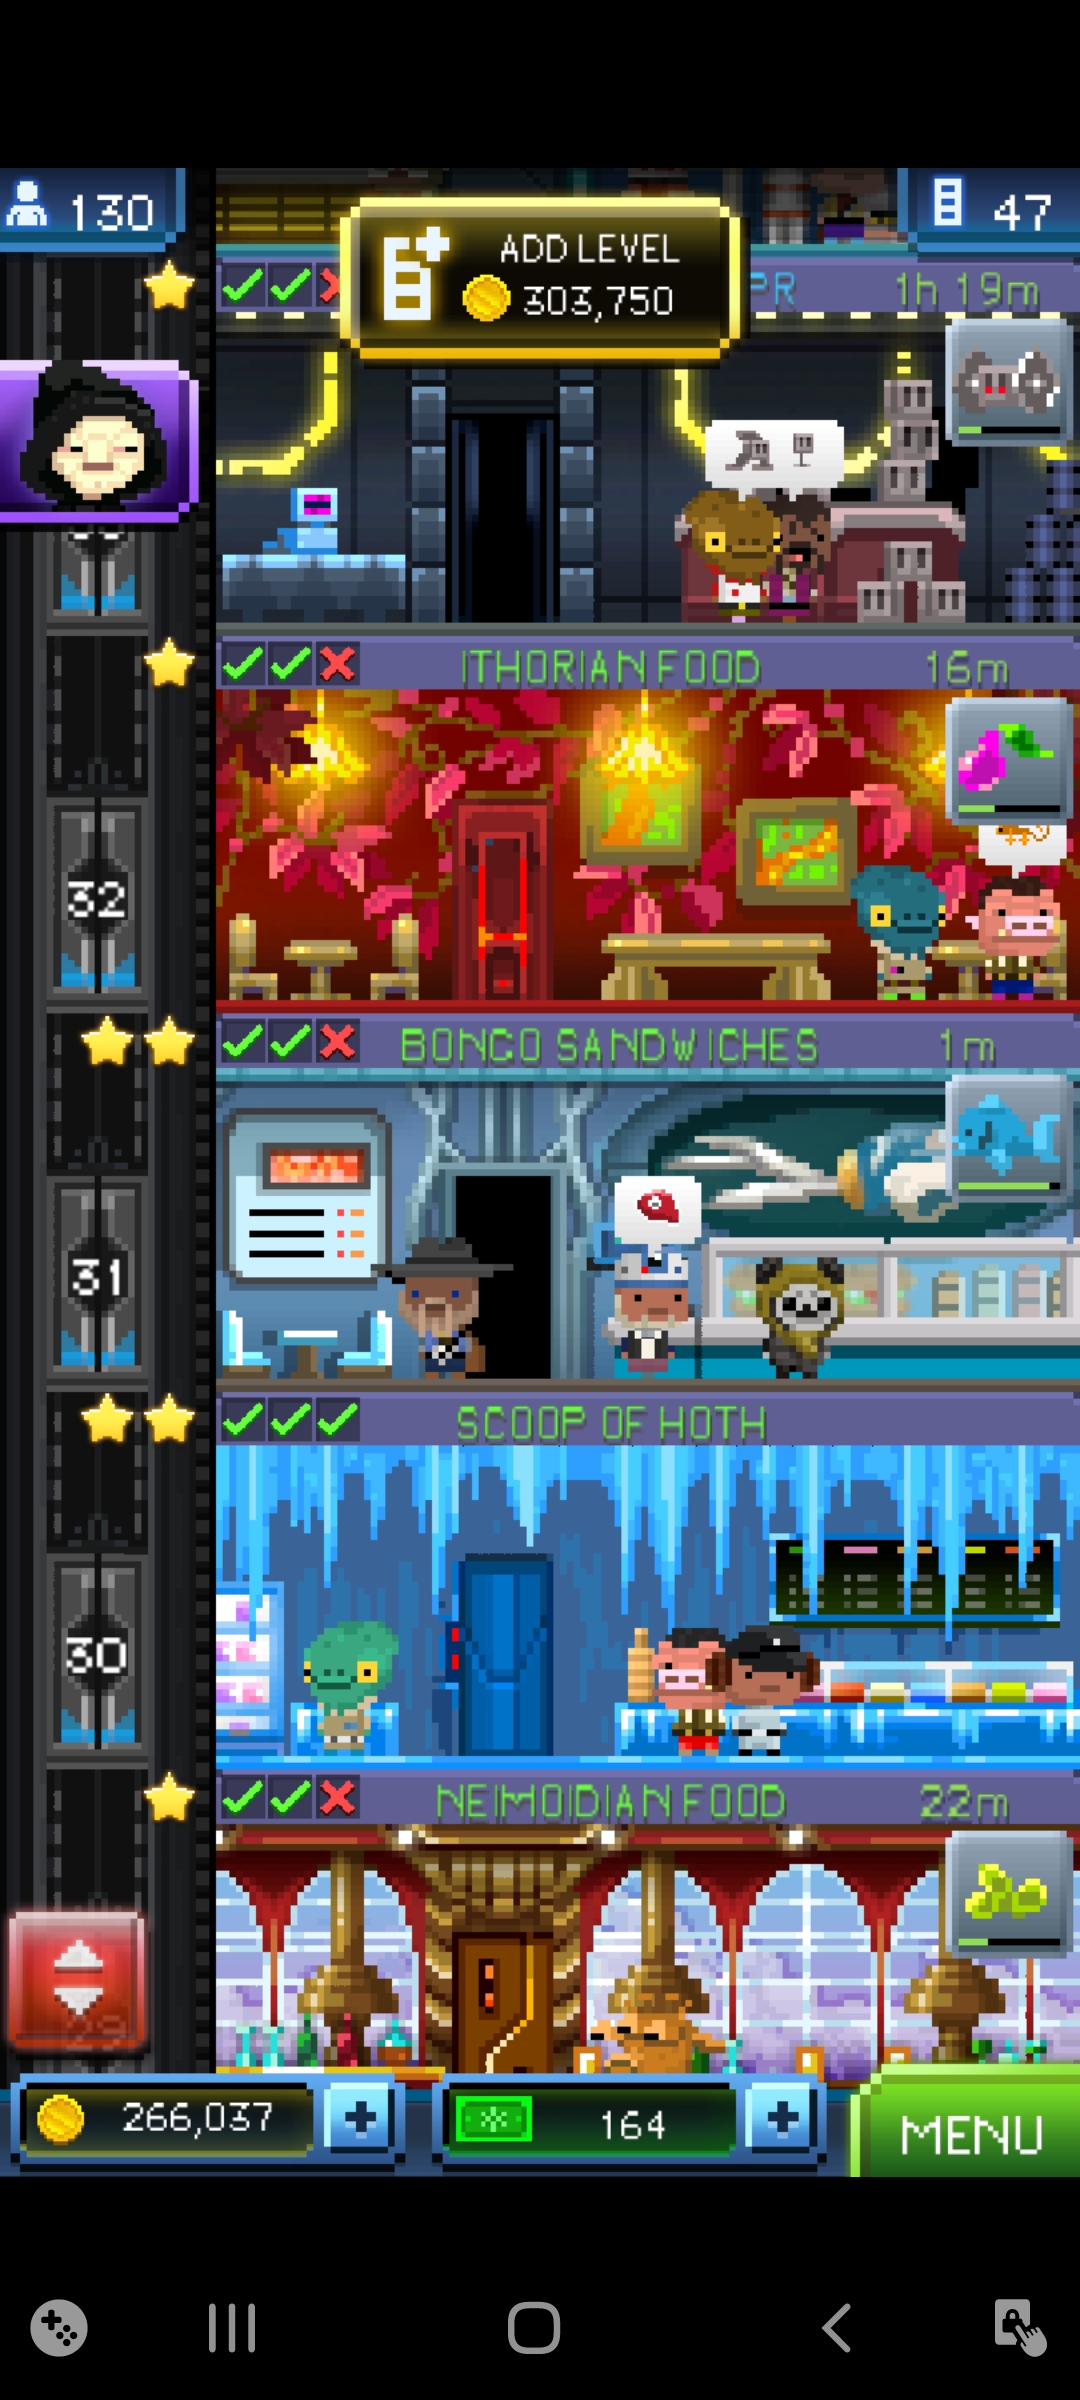 130
47
ADD LEVEL
303,750
PR 1h 19m
ITHORIAN FOOD 16m
32
BONGO SANDWICHES 1m
31
SCOOP OF HOTH
30
NEIMOIDIAN FOOD 22m
266,037
164
MENU